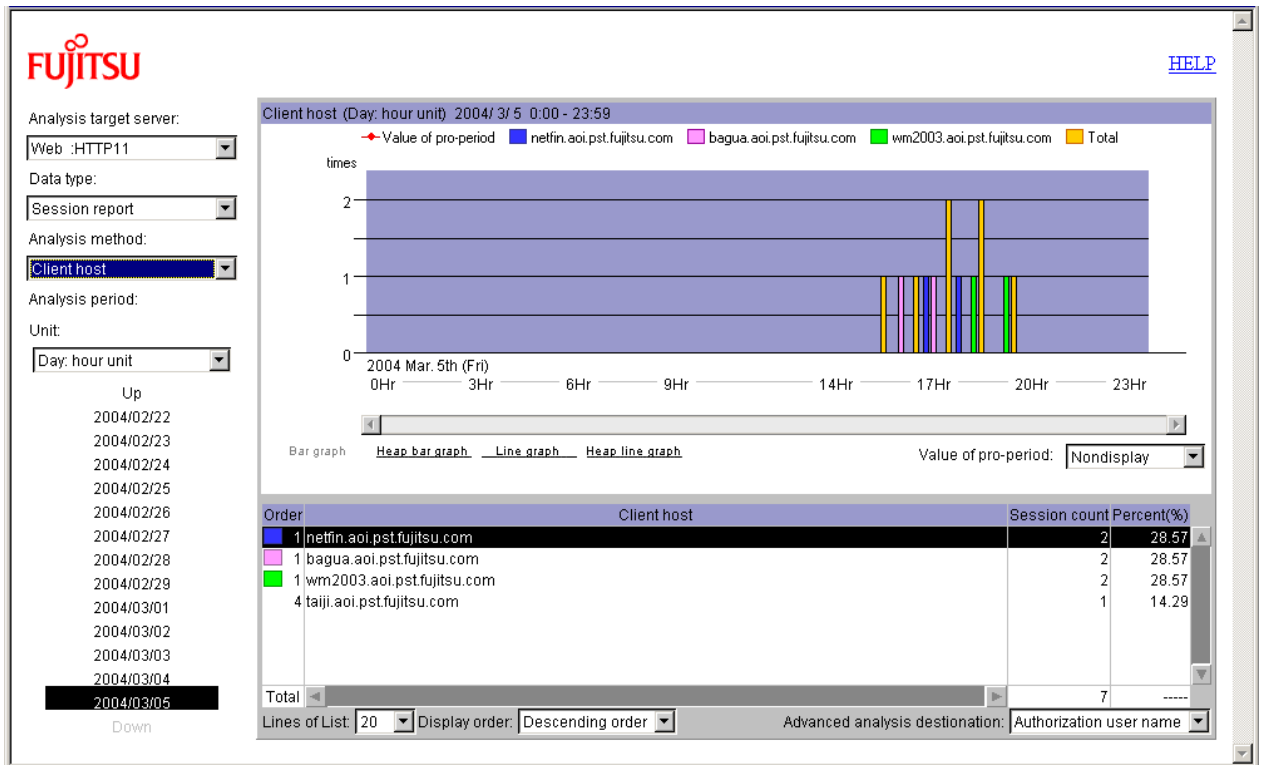 FUJITSU
HELP
Analysis target server:
Web :HTTP11
Data type:
Session report
Analysis method:
Client host
Analysis period:
Unit:
Day: hour unit
Up
2004/02/22
2004/02/23
2004/02/24
2004/02/25
2004/02/26
2004/02/27
2004/02/28
2004/02/29
2004/03/01
2004/03/02
2004/03/03
2004/03/04
2004/03/05
Down
Client host (Day: hour unit) 2004/ 3/ 5 0:00 - 23:59
Value of pro-period netfin.aoi.pst.fujitsu.com bagua.aoi.pst.fujitsu.com wm2003.aoi.pst.fujitsu.com Total
times
2
1
0
2004 Mar. 5th (Fri)
0Hr 3Hr 6Hr 9Hr 14Hr 17Hr 20Hr 23Hr
Bar graph Heap bar graph Line graph Heap line graph Value of pro-period: Nondisplay
Order Client host Session count Percent(%)
1 netfin.aoi.pst.fujitsu.com 2 28.57
1 bagua.aoi.pst.fujitsu.com 2 28.57
1 wm2003.aoi.pst.fujitsu.com 2 28.57
4 taiji.aoi.pst.fujitsu.com 1 14.29
Total 7 -----
Lines of List: 20 Display order: Descending order Advanced analysis destionation: Authorization user name